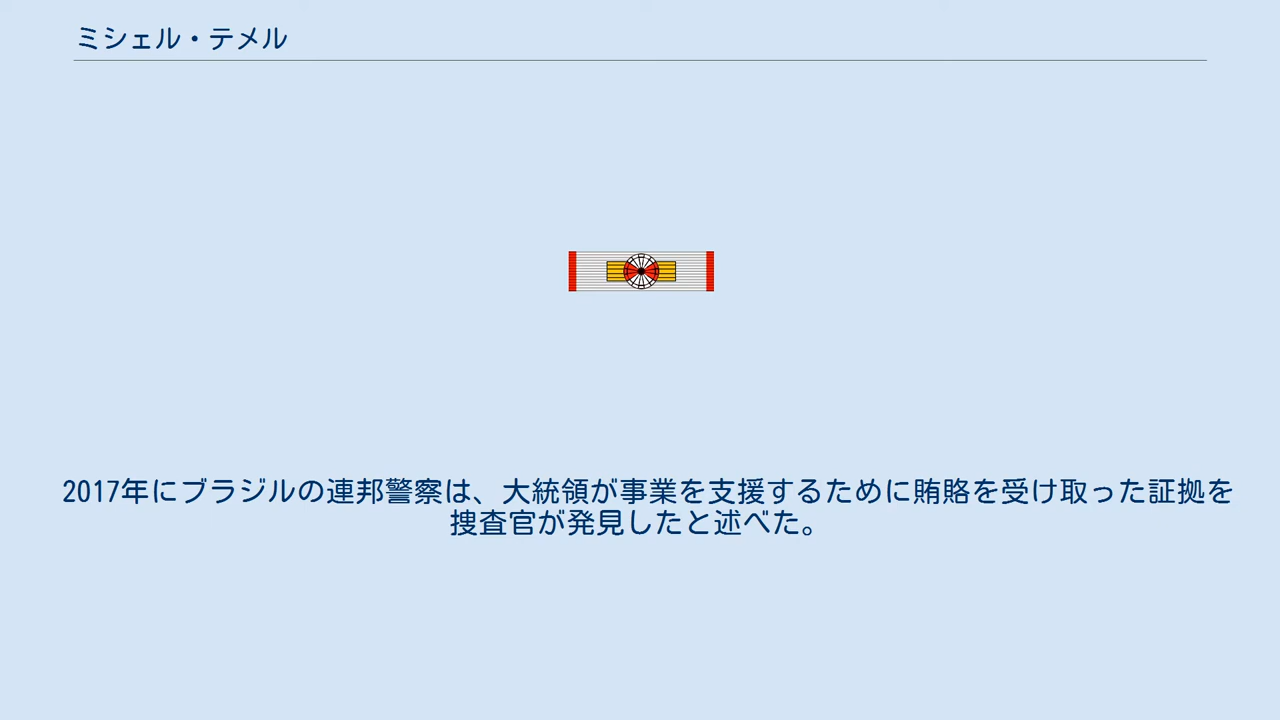 ミシェル・テメル
2017年にブラジルの連邦警察は、大統領が事業を支援するために賄賂を受け取った証拠を
捜査官が発見したと述べた。